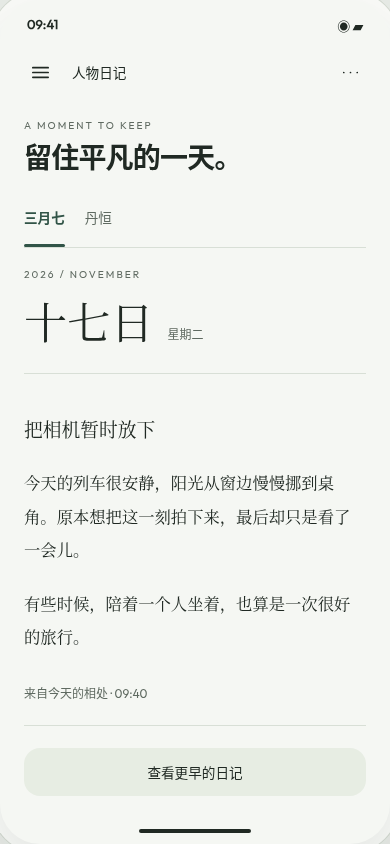 09:41
人物日记
···
A MOMENT TO KEEP
留住平凡的一天。
三月七 丹恒
2026 / NOVEMBER
十七日 星期二
把相机暂时放下
今天的列车很安静，阳光从窗边慢慢挪到桌
角。原本想把这一刻拍下来，最后却只是看了
一会儿。
有些时候，陪着一个人坐着，也算是一次很好
的旅行。
来自今天的相处 · 09:40
查看更早的日记